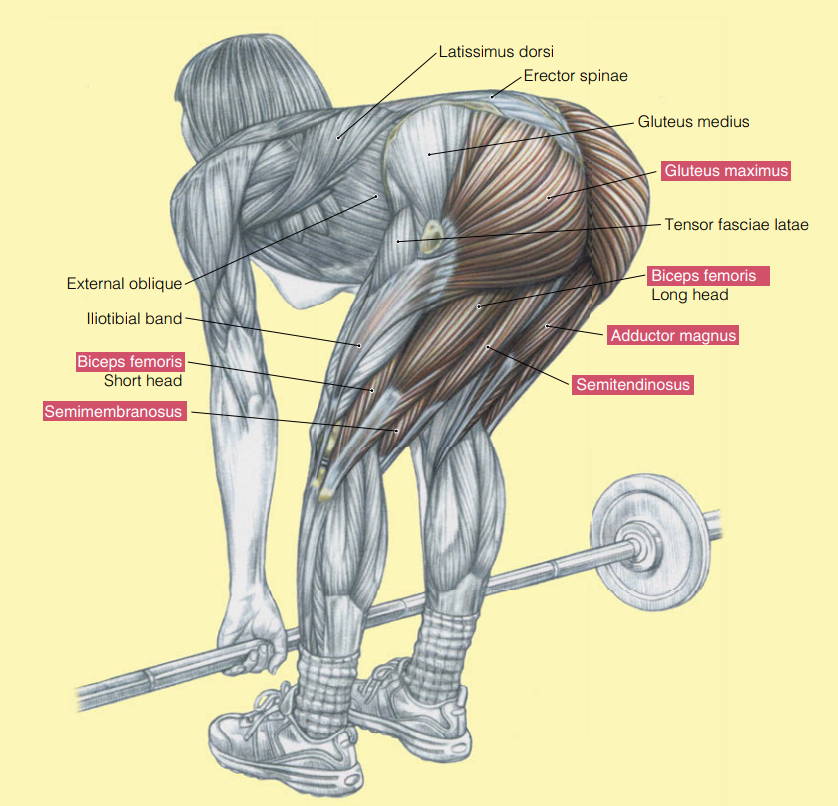 Latissimus dorsi
Erector spinae
Gluteus medius
Gluteus maximus
Tensor fasciae latae
Biceps femoris
Long head
External oblique
Iliotibial band
Adductor magnus
Biceps femoris
Short head
Semitendinosus
Semimembranosus